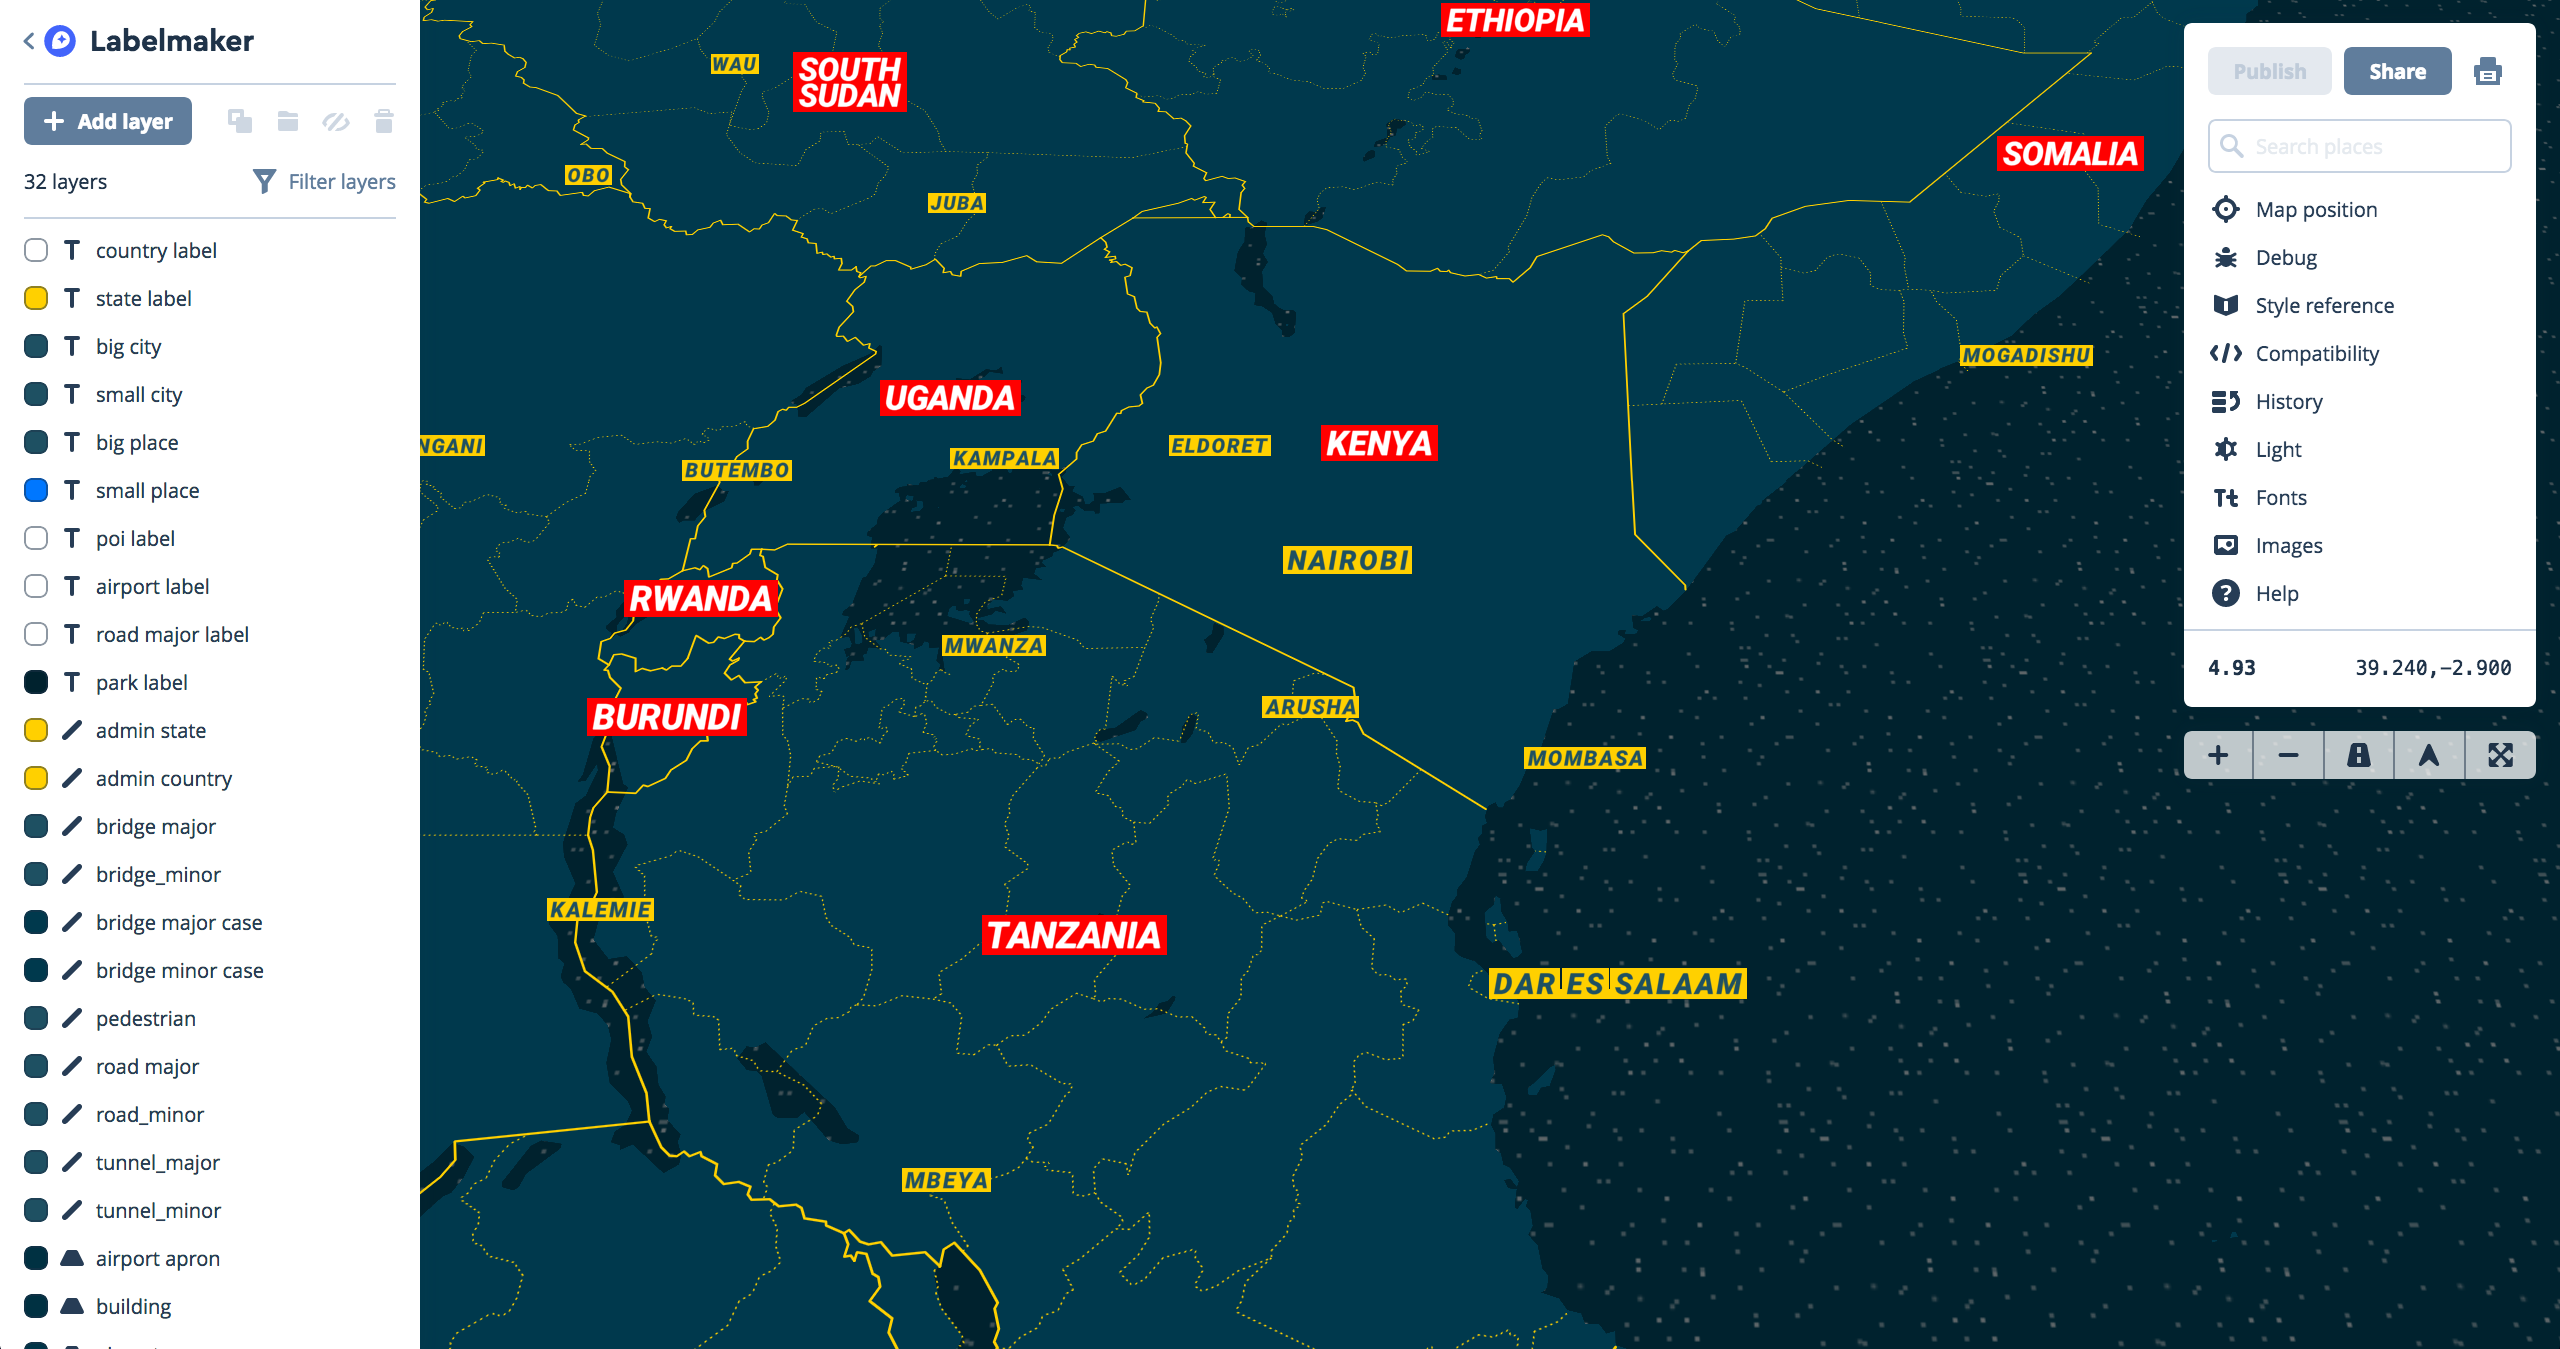 Labelmaker
Add layer
32 layers
Filter layers
country label
state label
big city
small city
big place
small place
poi label
airport label
road major label
park label
admin state
admin country
bridge major
bridge_minor
bridge major case
bridge minor case
pedestrian
road major
road_minor
tunnel_major
tunnel_minor
airport apron
building
ETHIOPIA
WAU
SOUTH
SUDAN
SOMALIA
OBO
JUBA
MOGADISHU
UGANDA
NGANI
BUTEMBO
KAMPALA
ELDORET
KENYA
NAIROBI
RWANDA
MWANZA
BURUNDI
ARUSHA
MOMBASA
KALEMIE
TANZANIA
DAR ES SALAAM
MBEYA
Publish
Share
Search places
Map position
Debug
Style reference
Compatibility
History
Light
Tt Fonts
Images
Help
4.93
39.240,-2.900